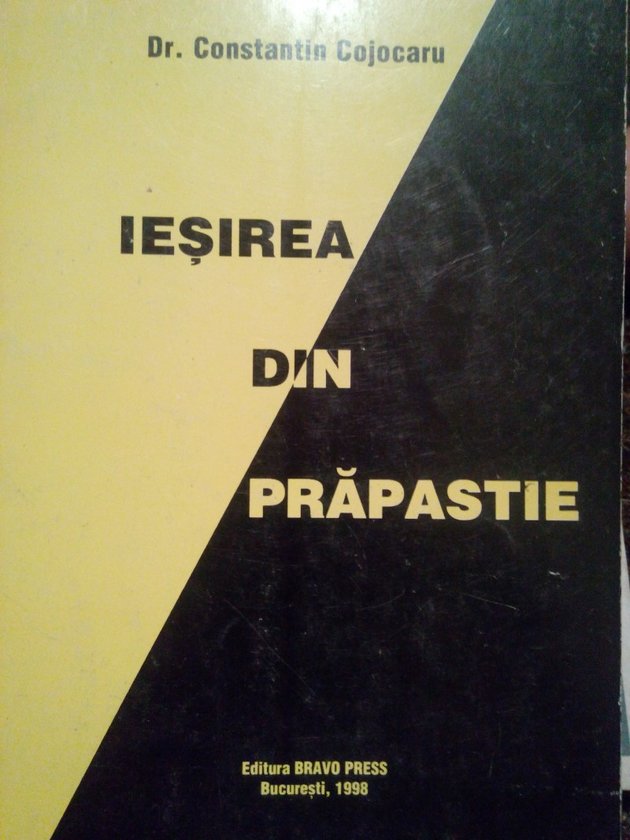 Dr. Constantin Cojocaru
IEȘIREA
DIN
PRĂPASTIE
Editura BRAVO PRESS
București, 1998